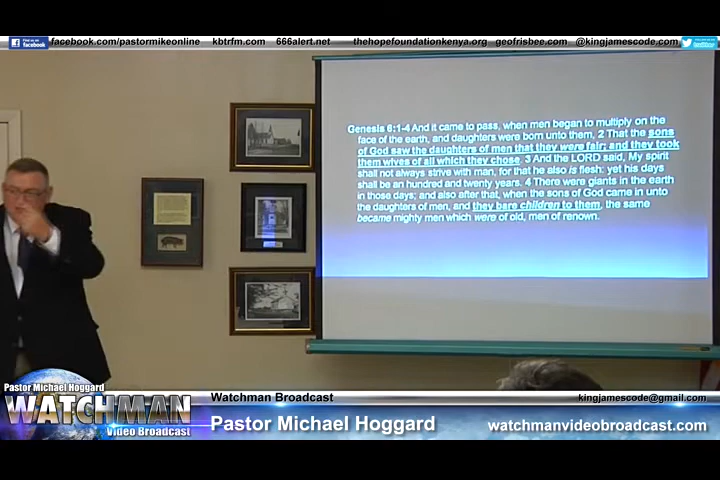 Find us on
facebook
facebook.com/pastormikeonline kbtrfm.com 666alert.net thehopefoundationkenya.org geofrisbee.com @kingjamescode.com
twitter
Genesis 6:1-4 And it came to pass, when men began to multiply on the
face of the earth, and daughters were born unto them, 2 That the sons
of God saw the daughters of men that they were fair; and they took
them wives of all which they chose. 3 And the LORD said, My spirit
shall not always strive with man, for that he also is flesh: yet his days
shall be an hundred and twenty years. 4 There were giants in the earth
in those days; and also after that, when the sons of God came in unto
the daughters of men, and they bare children to them, the same
became mighty men which were of old, men of renown.
Pastor Michael Hoggard
WATCHMAN
Video Broadcast
Watchman Broadcast kingjamescode@gmail.com
Pastor Michael Hoggard watchmanvideobroadcast.com